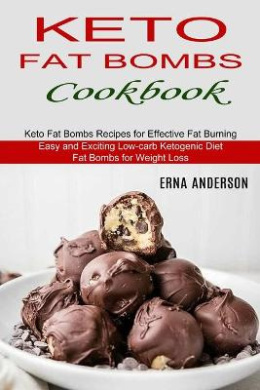 KETO
FAT BOMBS
Cookbook
Keto Fat Bombs Recipes for Effective Fat Burning
Easy and Exciting Low-carb Ketogenic Diet
Fat Bombs for Weight Loss
ERNA ANDERSON